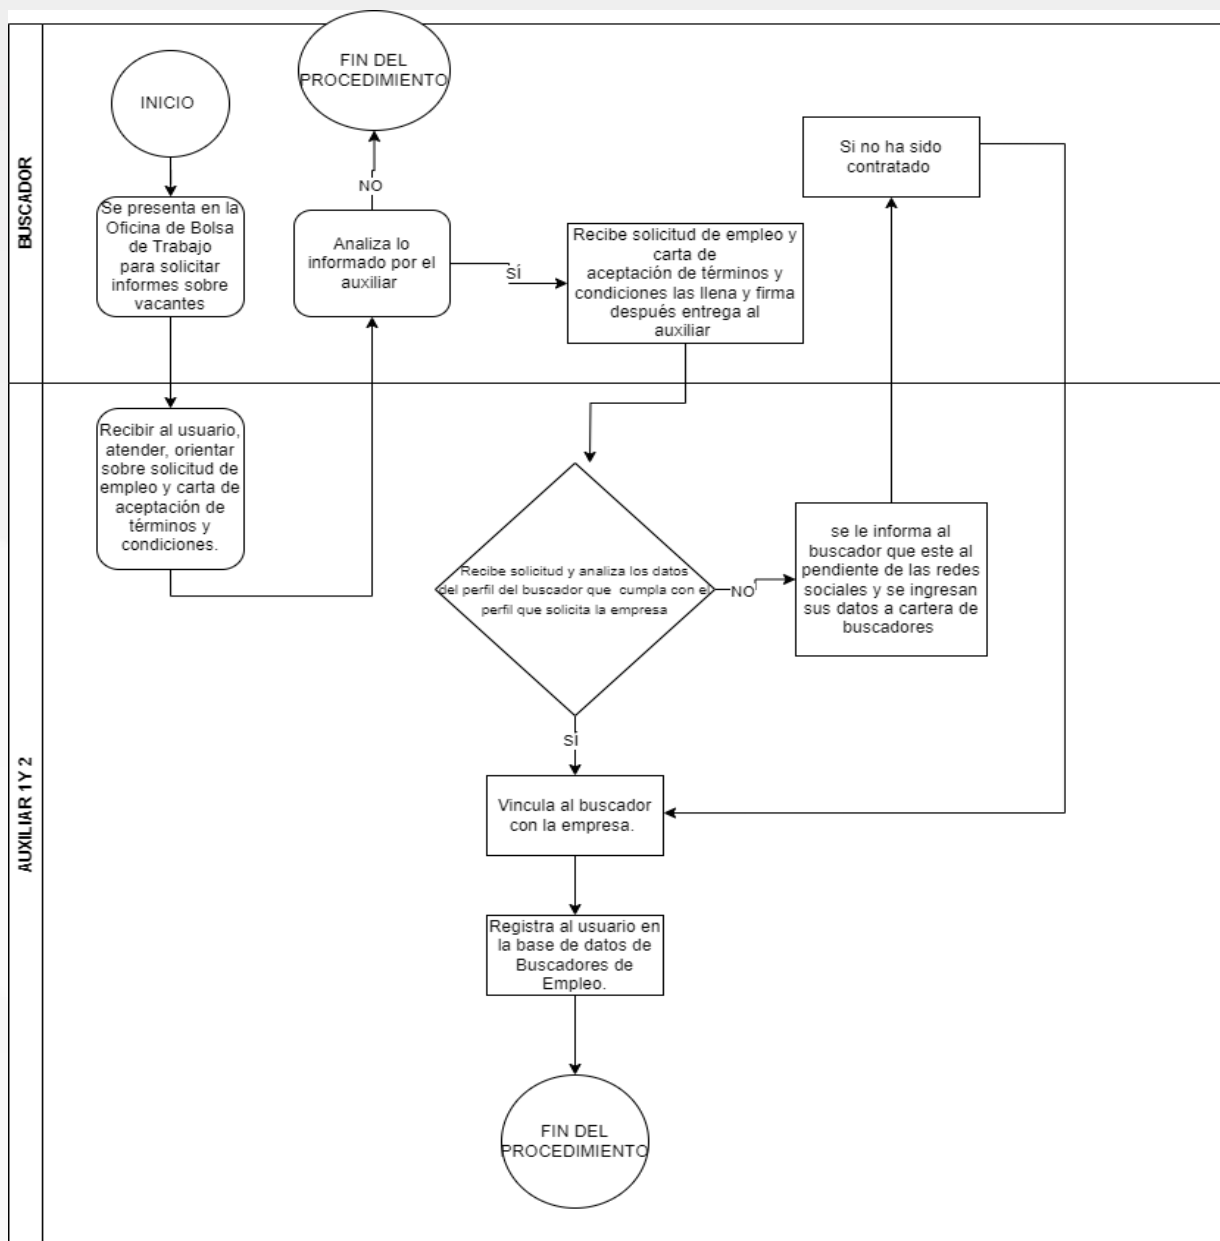 BUSCADOR
INICIO
Se presenta en la
Oficina de Bolsa
de Trabajo
para solicitar
informes sobre
vacantes
FIN DEL
PROCEDIMIENTO
NO
Analiza lo
informado por el
auxiliar
SÍ
Recibe solicitud de empleo y
carta de
aceptación de términos y
condiciones las llena y firma
después entrega al
auxiliar
Si no ha sido
contratado
AUXILIAR 1Y 2
Recibir al usuario,
atender, orientar
sobre solicitud de
empleo y carta de
aceptación de
términos y
condiciones.
Recibe solicitud y analiza los datos
del perfil del buscador que cumpla con el
perfil que solicita la empresa
NO
se le informa al
buscador que este al
pendiente de las redes
sociales y se ingresan
sus datos a cartera de
buscadores
SÍ
Vincula al buscador
con la empresa.
Registra al usuario en
la base de datos de
Buscadores de
Empleo.
FIN DEL
PROCEDIMIENTO